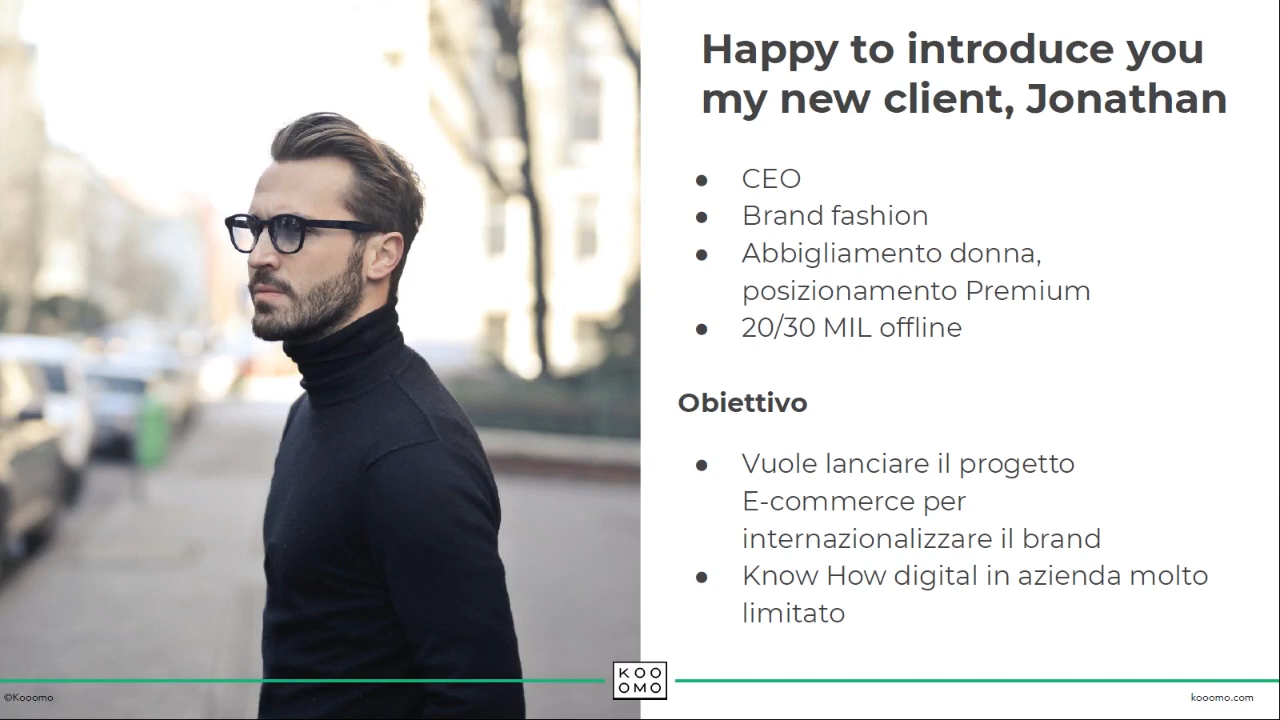 Happy to introduce you
my new client, Jonathan
● CEO
● Brand fashion
● Abbigliamento donna,
posizionamento Premium
● 20/30 MIL offline
Obiettivo
● Vuole lanciare il progetto
E-commerce per
internazionalizzare il brand
● Know How digital in azienda molto
limitato
KOO
OMO
©Kooomo
kooomo.com